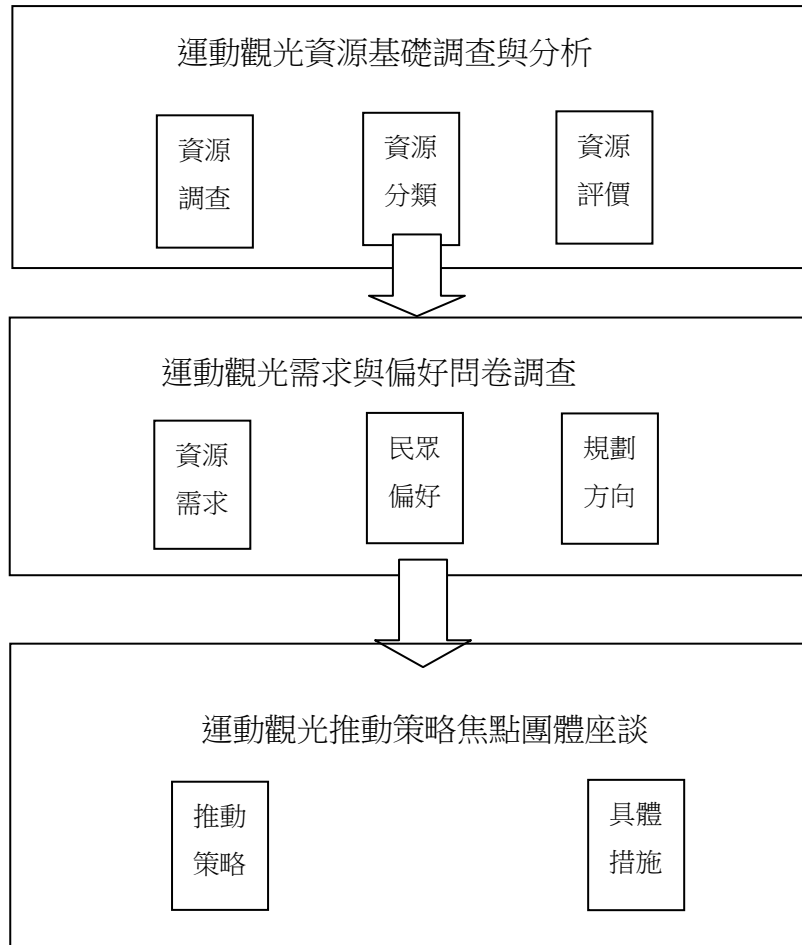 運動觀光資源基礎調查與分析
資源
調查
資源
分類
資源
評價
運動觀光需求與偏好問卷調查
資源
需求
民眾
偏好
規劃
方向
運動觀光推動策略焦點團體座談
推動
策略
具體
措施